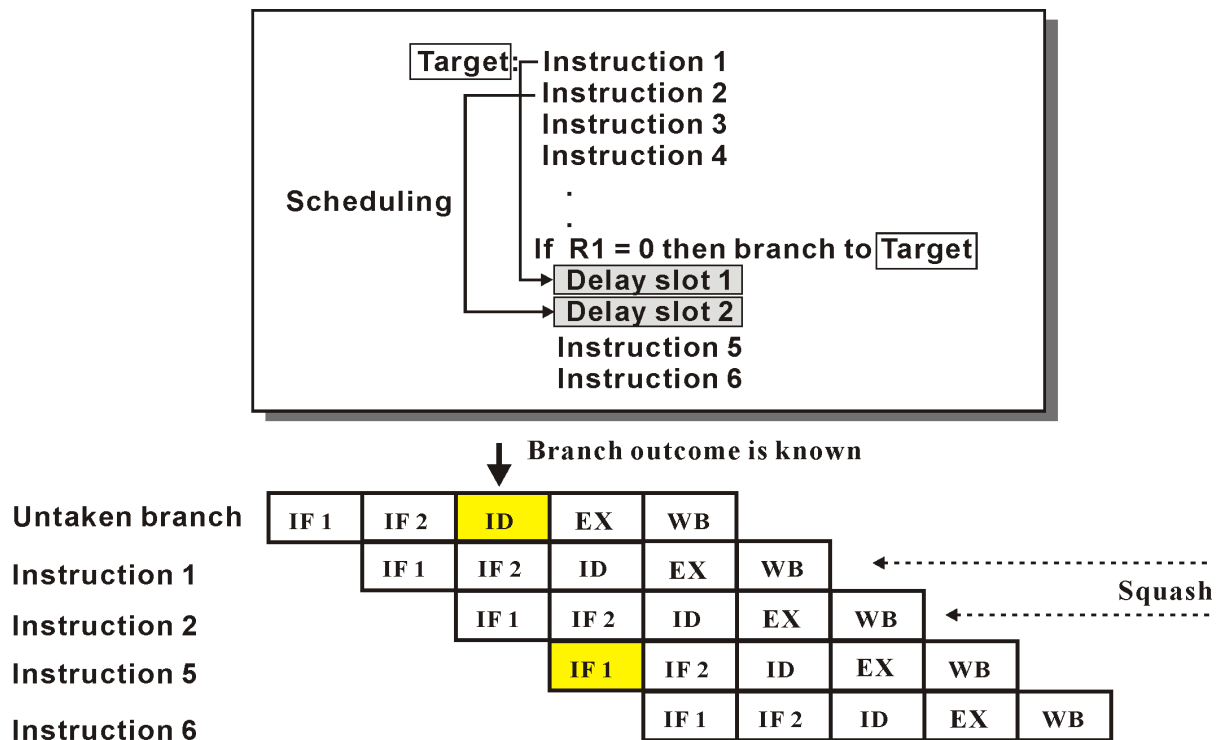 Target: Instruction 1
Instruction 2
Instruction 3
Instruction 4
.
Scheduling
.
If R1 = 0 then branch to Target
Delay slot 1
Delay slot 2
Instruction 5
Instruction 6
Branch outcome is known
Untaken branch IF 1 IF 2 ID EX WB
Instruction 1 IF 1 IF 2 ID EX WB
Squash
Instruction 2 IF 1 IF 2 ID EX WB
Instruction 5 IF 1 IF 2 ID EX WB
Instruction 6 IF 1 IF 2 ID EX WB